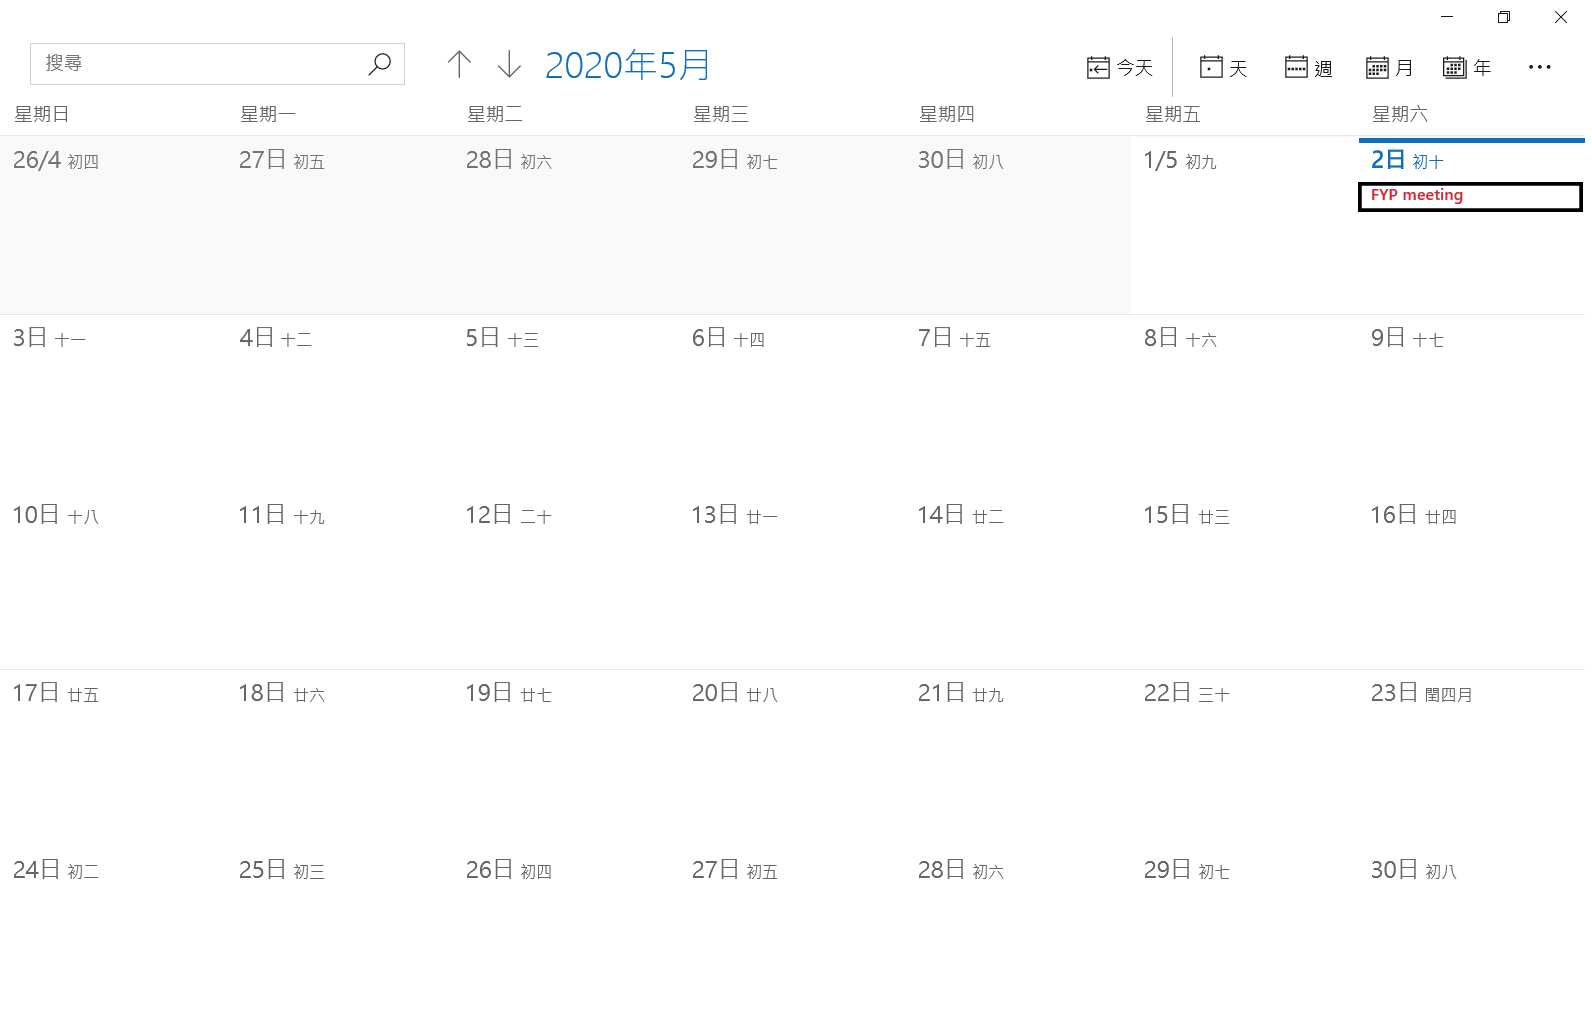 搜尋
2020年5月
今天
天
週
月
年
星期日 星期一 星期二 星期三 星期四 星期五 星期六
26/4 初四 27日 初五 28日 初六 29日 初七 30日 初八 1/5 初九 2日 初十
FYP meeting
3日 十一 4日 十二 5日 十三 6日 十四 7日 十五 8日 十六 9日 十七
10日 十八 11日 十九 12日 二十 13日 廿一 14日 廿二 15日 廿三 16日 廿四
17日 廿五 18日 廿六 19日 廿七 20日 廿八 21日 廿九 22日 三十 23日 閏四月
24日 初二 25日 初三 26日 初四 27日 初五 28日 初六 29日 初七 30日 初八